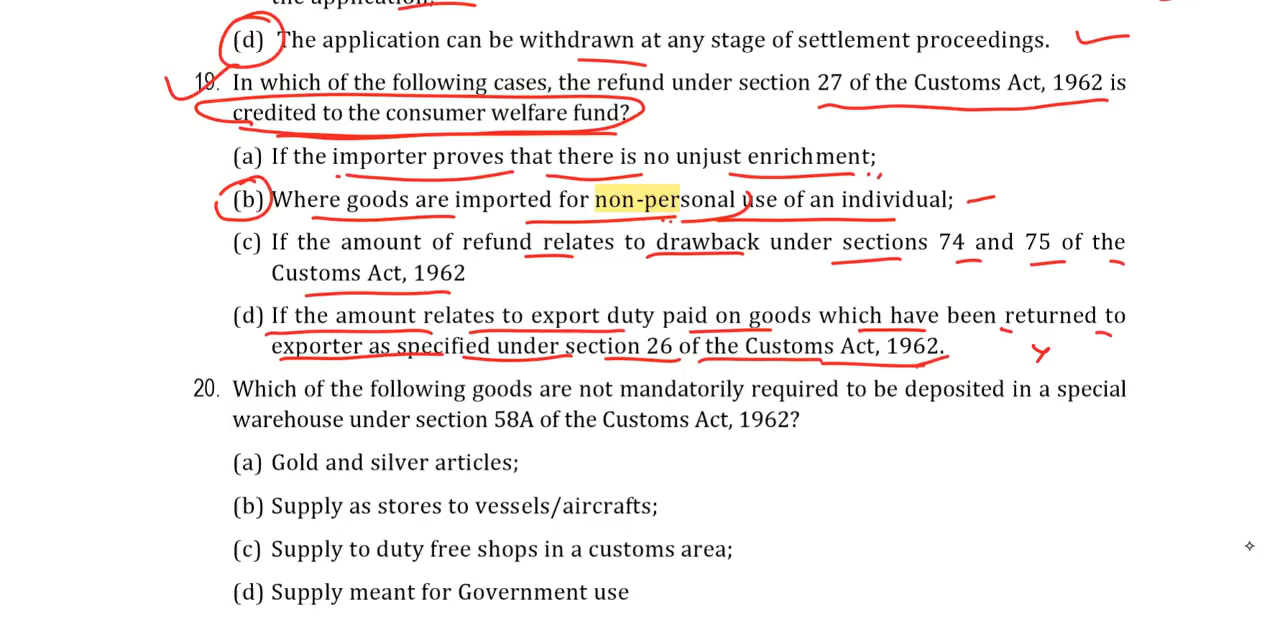 the application;
(d) The application can be withdrawn at any stage of settlement proceedings.
19. In which of the following cases, the refund under section 27 of the Customs Act, 1962 is
credited to the consumer welfare fund?
(a) If the importer proves that there is no unjust enrichment;
(b) Where goods are imported for non-personal use of an individual;
(c) If the amount of refund relates to drawback under sections 74 and 75 of the
Customs Act, 1962
(d) If the amount relates to export duty paid on goods which have been returned to
exporter as specified under section 26 of the Customs Act, 1962.
20. Which of the following goods are not mandatorily required to be deposited in a special
warehouse under section 58A of the Customs Act, 1962?
(a) Gold and silver articles;
(b) Supply as stores to vessels/aircrafts;
(c) Supply to duty free shops in a customs area;
(d) Supply meant for Government use